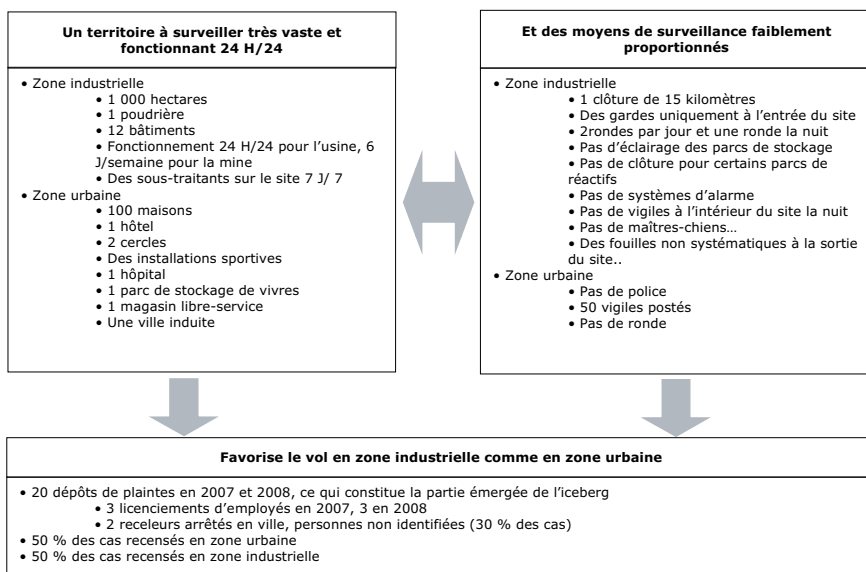 Un territoire à surveiller très vaste et
fonctionnant 24 H/24
• Zone industrielle
• 1 000 hectares
• 1 poudrière
• 12 bâtiments
• Fonctionnement 24 H/24 pour l'usine, 6
J/semaine pour la mine
• Des sous-traitants sur le site 7 J/ 7
• Zone urbaine
• 100 maisons
• 1 hôtel
• 2 cercles
• Des installations sportives
• 1 hôpital
• 1 parc de stockage de vivres
• 1 magasin libre-service
• Une ville induite
Et des moyens de surveillance faiblement
proportionnés
• Zone industrielle
• 1 clôture de 15 kilomètres
• Des gardes uniquement à l'entrée du site
• 2rondes par jour et une ronde la nuit
• Pas d'éclairage des parcs de stockage
• Pas de clôture pour certains parcs de
réactifs
• Pas de systèmes d'alarme
• Pas de vigiles à l'intérieur du site la nuit
• Pas de maîtres-chiens…
• Des fouilles non systématiques à la sortie
du site..
• Zone urbaine
• Pas de police
• 50 vigiles postés
• Pas de ronde
Favorise le vol en zone industrielle comme en zone urbaine
• 20 dépôts de plaintes en 2007 et 2008, ce qui constitue la partie émergée de l'iceberg
• 3 licenciements d'employés en 2007, 3 en 2008
• 2 receleurs arrêtés en ville, personnes non identifiées (30 % des cas)
• 50 % des cas recensés en zone urbaine
• 50 % des cas recensés en zone industrielle